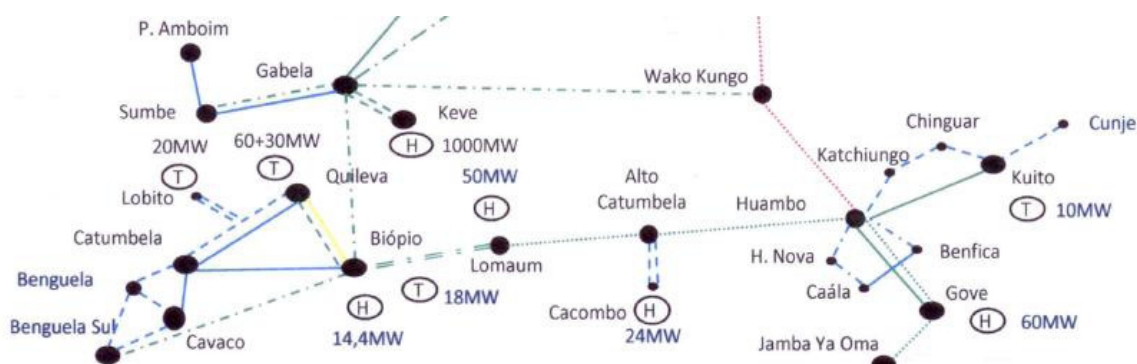 P. Amboim
Gabela
Wako Kungo
Sumbe
Keve
H 1000MW
Chinguar
Cunje
20MW
T
60+30MW
T
Quileva
50MW
H
Katchiungo
Kuito
T 10MW
Lobito
Alto
Catumbela
Huambo
Catumbela
Biópio
Lomaum
H. Nova
Benfica
Benguela
T 18MW
Caála
Gove
H 60MW
Benguela Sul
Cavaco
H
14,4MW
Cacombo
H
24MW
Jamba Ya Oma